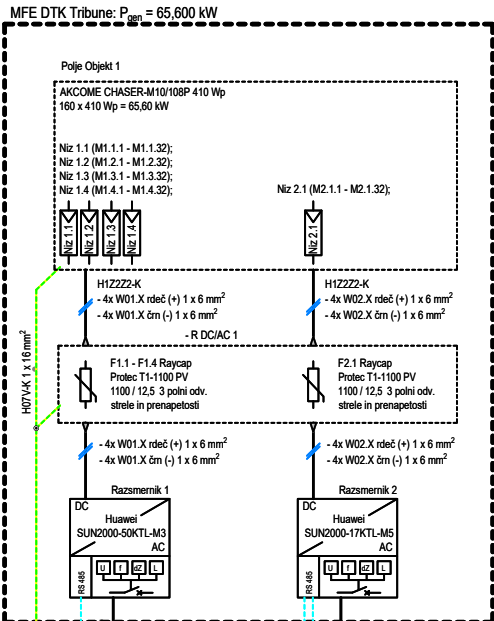 MFE DTK Tribune: Pgen = 65,600 kW
Polje Objekt 1
AKCOME CHASER-M10/108P 410 Wp
160 x 410 Wp = 65,60 kW
Niz 1.1 (M1.1.1 - M1.1.32);
Niz 1.2 (M1.2.1 - M1.2.32);
Niz 1.3 (M1.3.1 - M1.3.32);
Niz 1.4 (M1.4.1 - M1.4.32);
Niz 2.1 (M2.1.1 - M2.1.32);
Niz 1.1
Niz 1.2
Niz 1.3
Niz 1.4
Niz 2.1
H1Z2Z2-K
- 4x W01.X rdeč (+) 1 x 6 mm²
- 4x W01.X črn (-) 1 x 6 mm²
H1Z2Z2-K
- 4x W02.X rdeč (+) 1 x 6 mm²
- 4x W02.X črn (-) 1 x 6 mm²
- R DC/AC 1
H07V-K 1 x 16 mm²
F1.1 - F1.4 Raycap
Protec T1-1100 PV
1100 / 12,5 3 polni odv.
strele in prenapetosti
F2.1 Raycap
Protec T1-1100 PV
1100 / 12,5 3 polni odv.
strele in prenapetosti
- 4x W01.X rdeč (+) 1 x 6 mm²
- 4x W01.X črn (-) 1 x 6 mm²
- 4x W02.X rdeč (+) 1 x 6 mm²
- 4x W02.X črn (-) 1 x 6 mm²
Razsmernik 1
DC
Huawei
SUN2000-50KTL-M3
AC
U f dZ L
RS 485
Razsmernik 2
DC
Huawei
SUN2000-17KTL-M5
AC
U f dZ L
RS 485